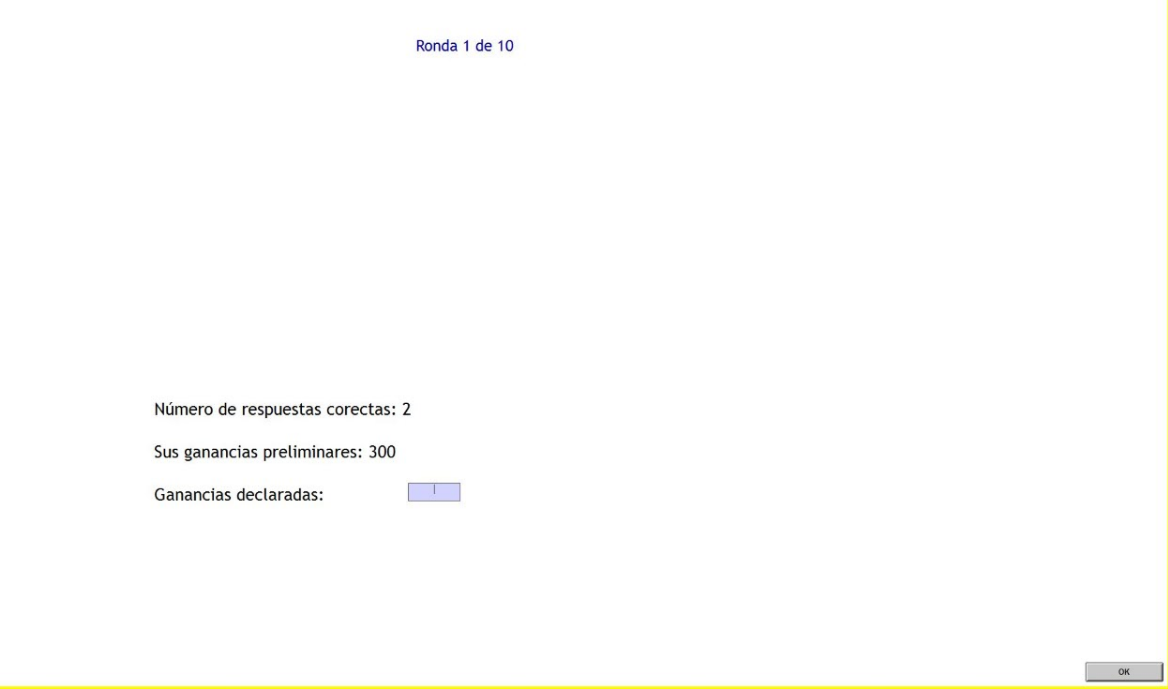 Ronda 1 de 10
Número de respuestas corectas: 2
Sus ganancias preliminares: 300
Ganancias declaradas:
OK